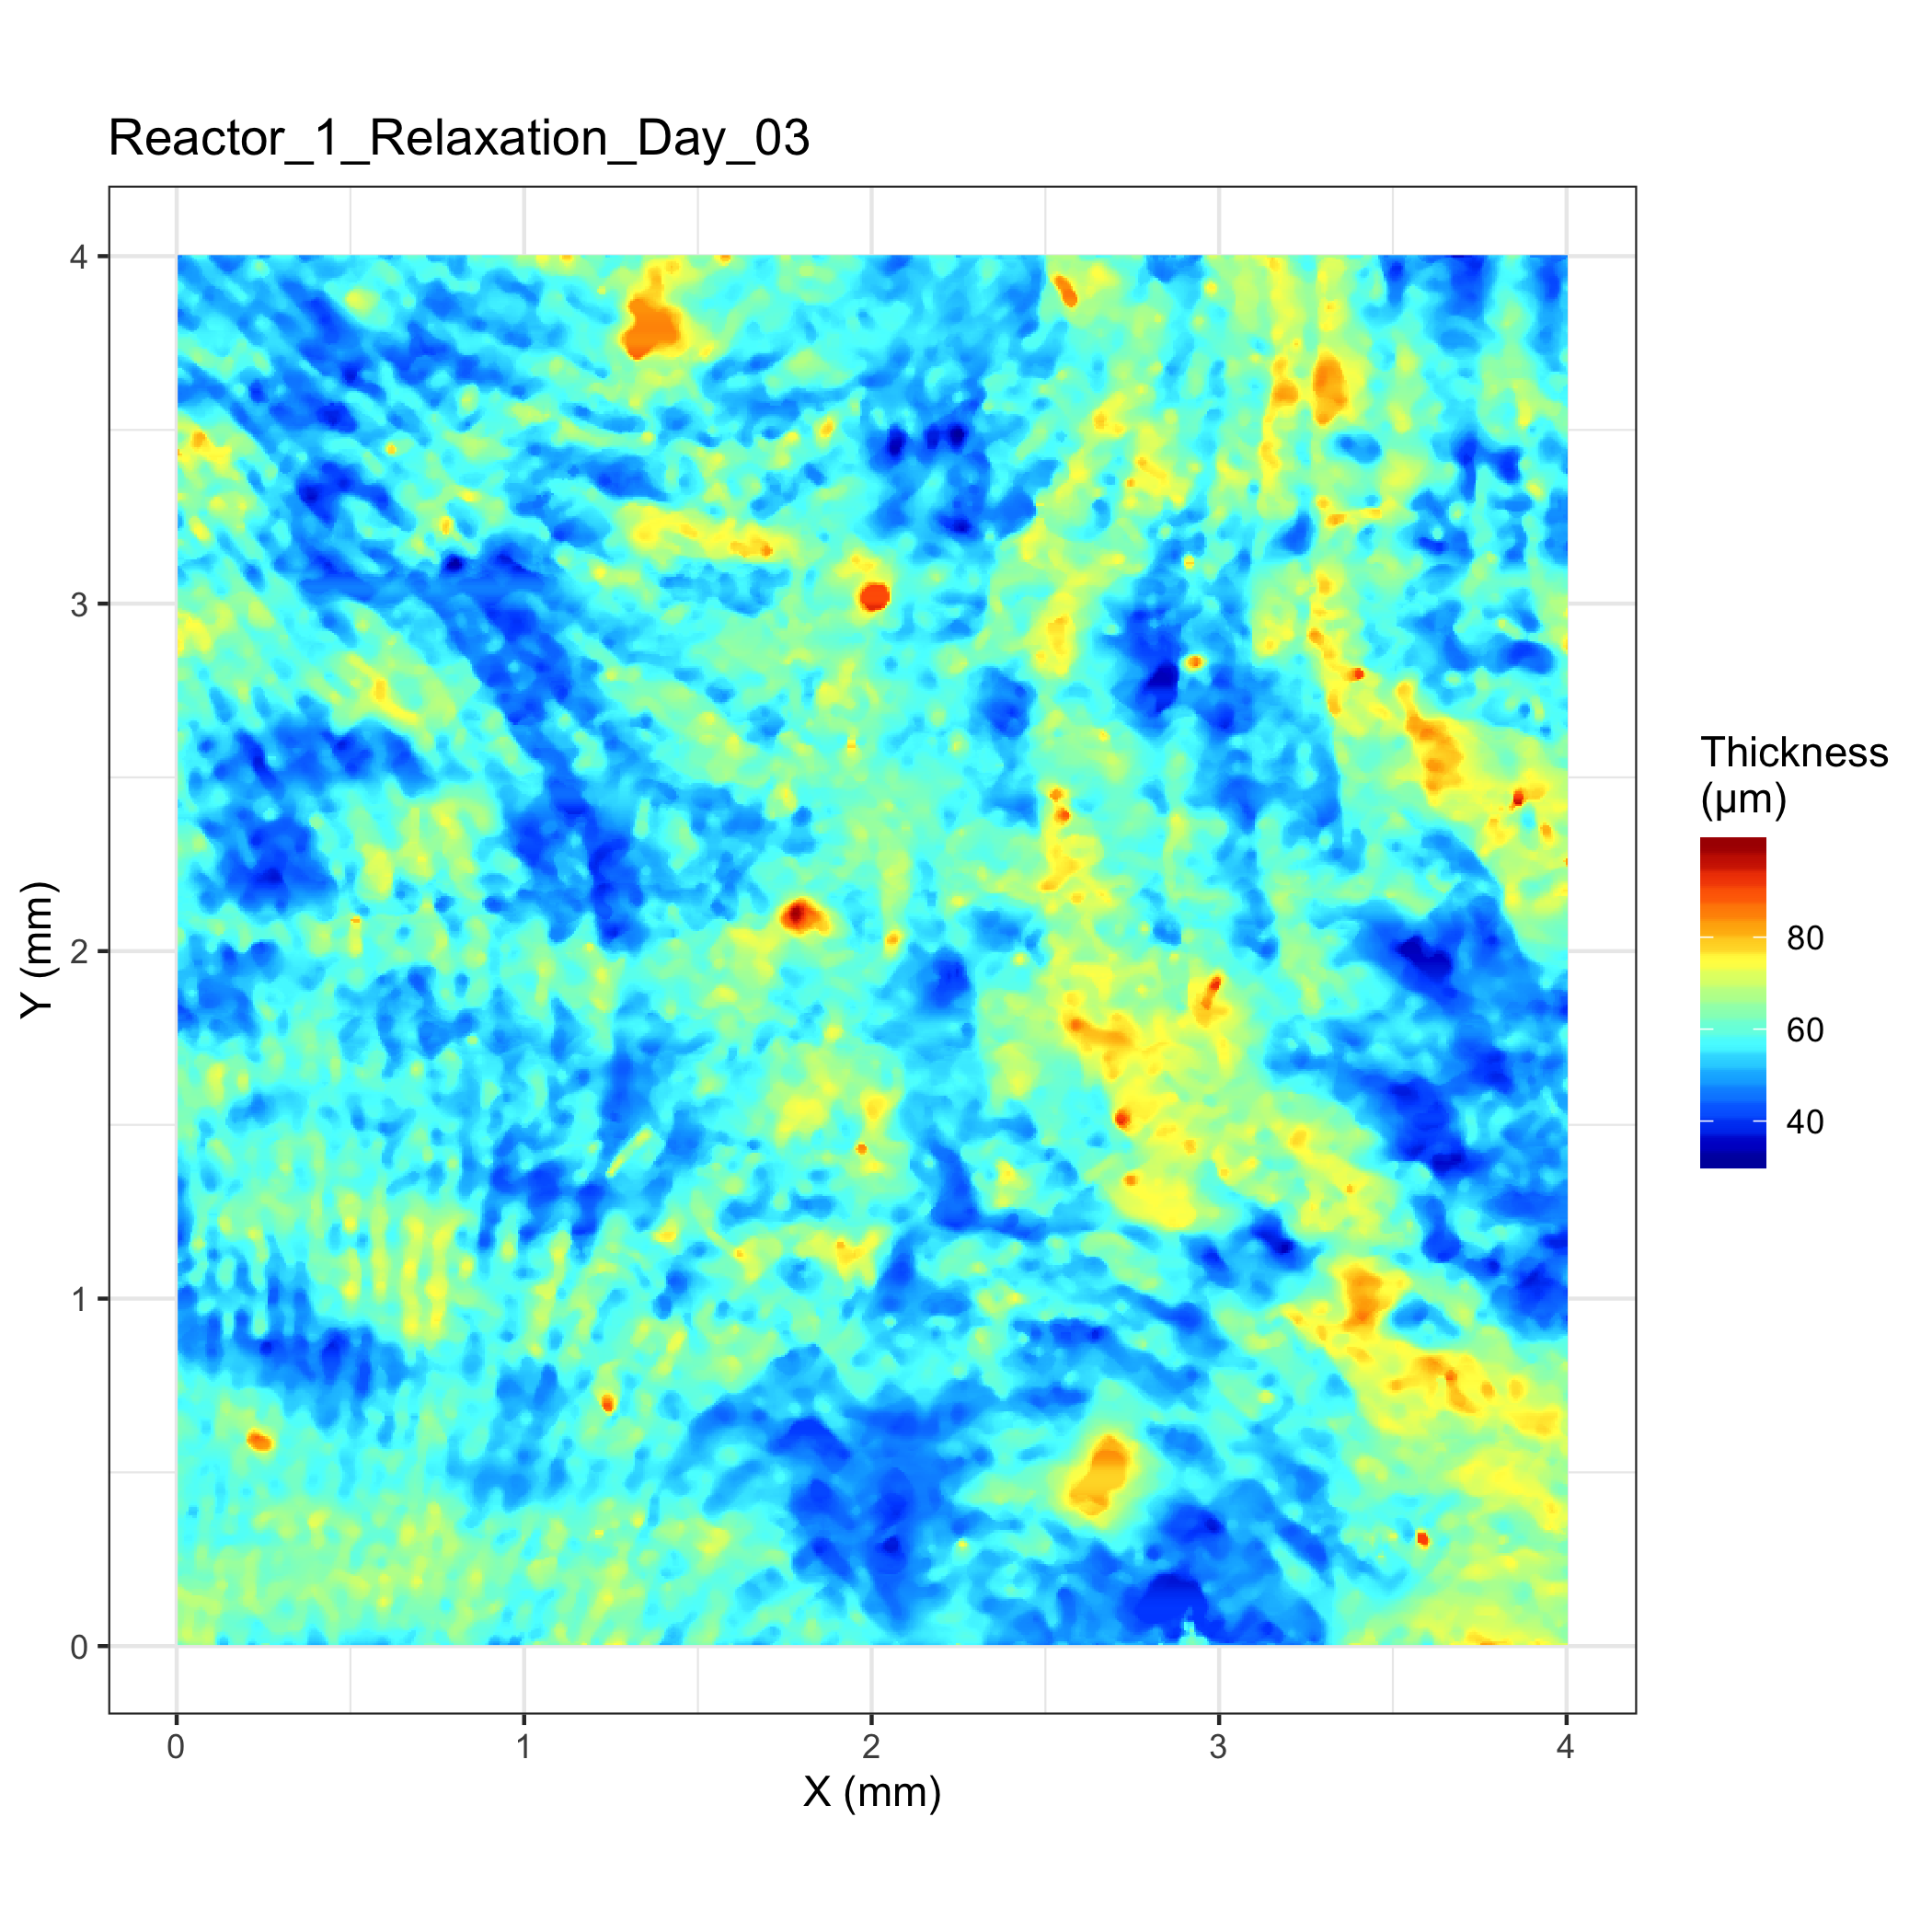 Reactor_1_Relaxation_Day_03
4
3
2
1
0
Y (mm)
0 1 2 3 4
X (mm)
Thickness
(μm)
80
60
40